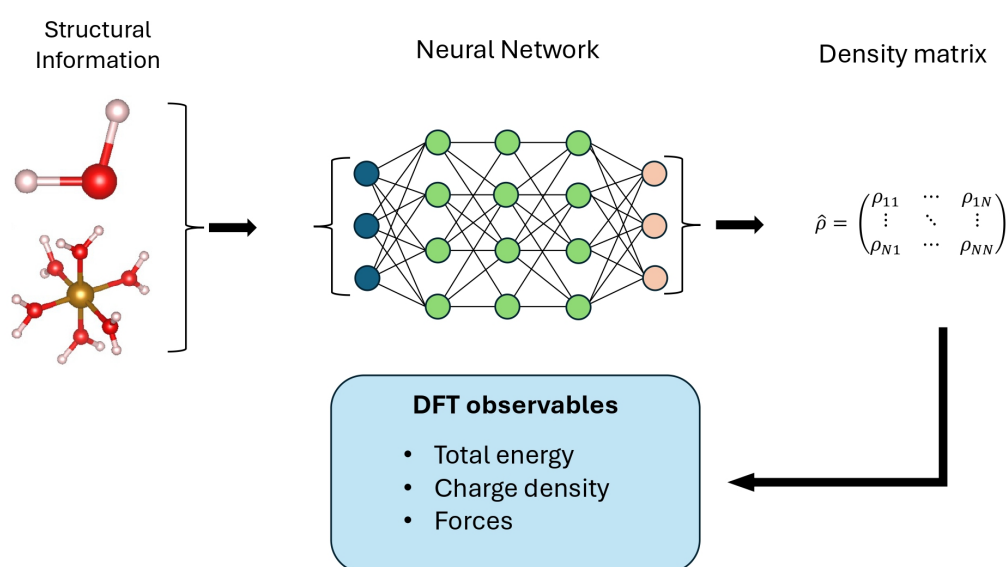 Structural
Information
Neural Network
Density matrix
ρ̂ = (ρ₁₁ ⋯ ρ₁N
⋮ ⋱ ⋮
ρN₁ ⋯ ρNN)
DFT observables
• Total energy
• Charge density
• Forces